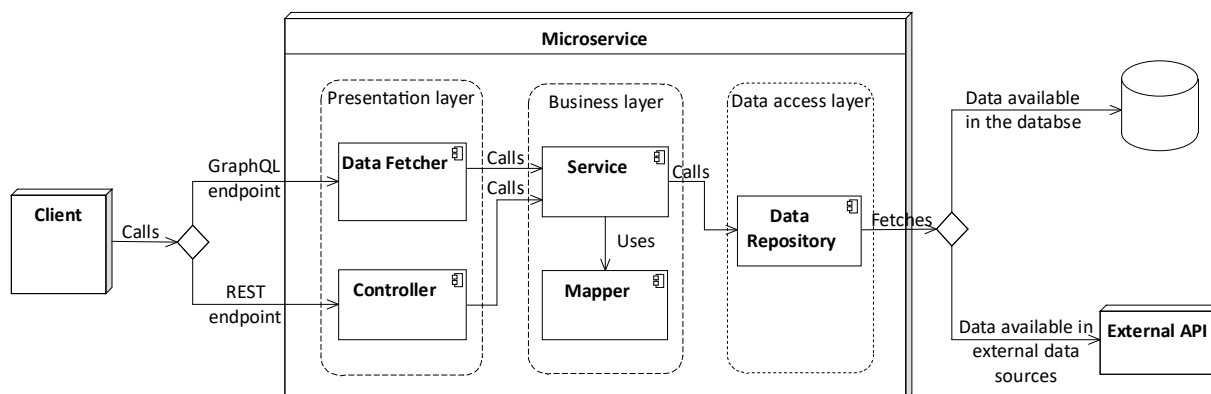 Microservice
Presentation layer
Business layer
Data access layer
Data available
in the databse
GraphQL
endpoint
Data Fetcher
Calls
Service
Calls
Calls
Client
Calls
Data
Repository
Fetches
Uses
REST
endpoint
Controller
Mapper
Data available in
external data
sources
External API